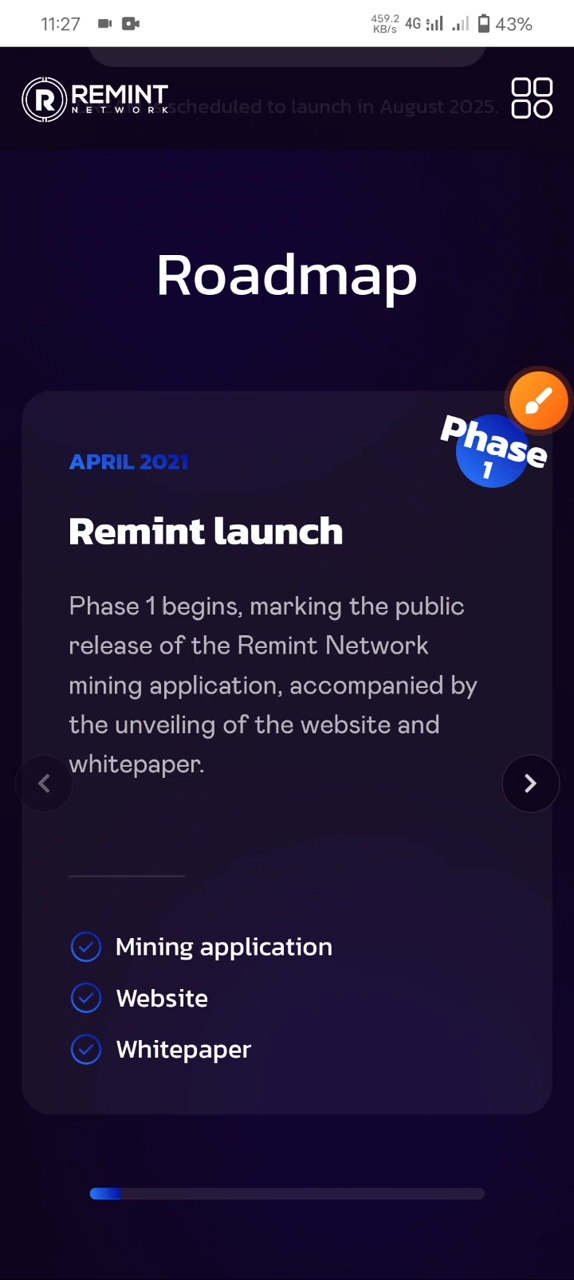 11:27
459.2
KB/s
4G
43%
REMINT
NETWORK
scheduled to launch in August 2025.
Roadmap
Phase
1
APRIL 2021
Remint launch
Phase 1 begins, marking the public
release of the Remint Network
mining application, accompanied by
the unveiling of the website and
whitepaper.
Mining application
Website
Whitepaper